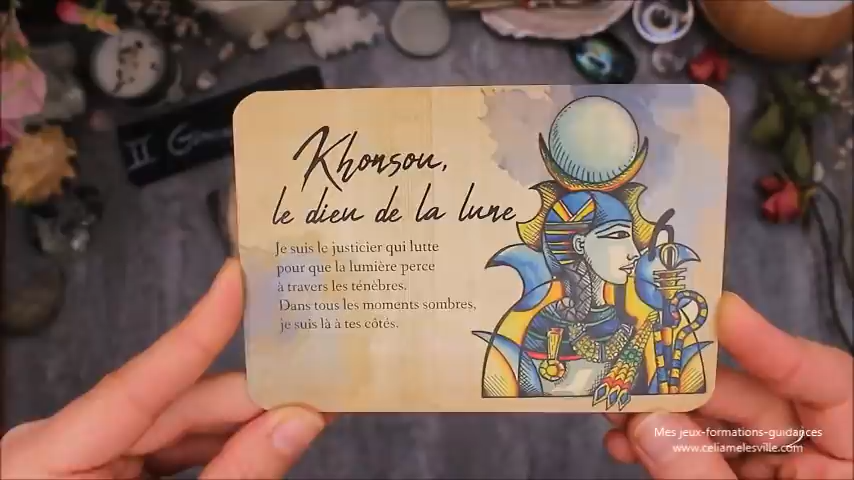 Khonsou,
le dieu de la lune
Je suis le justicier qui lutte
pour que la lumière perce
à travers les ténèbres.
Dans tous les moments sombres,
je suis là à tes côtés.
II
Mes jeux-formations-guidances
www.celiamelesville.com